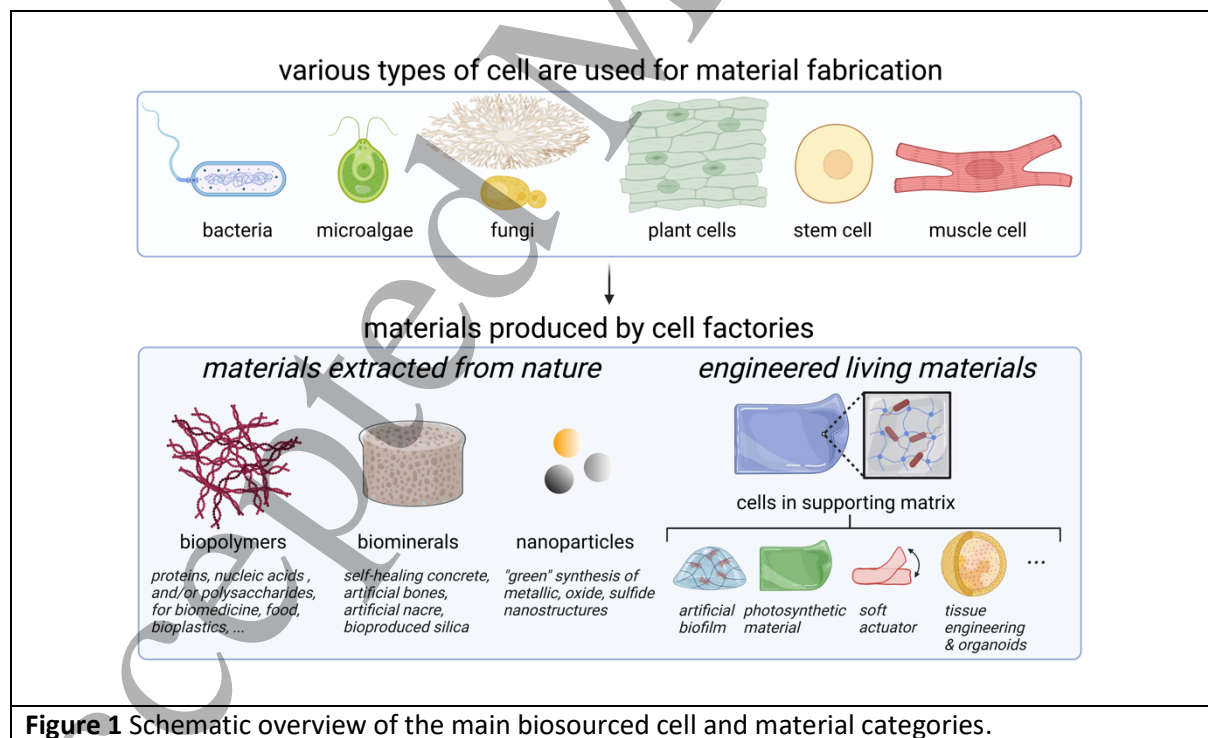 various types of cell are used for material fabrication
bacteria
microalgae
fungi
plant cells
stem cell
muscle cell
materials produced by cell factories
materials extracted from nature
engineered living materials
cells in supporting matrix
biopolymers
biominerals
nanoparticles
proteins, nucleic acids ,
and/or polysaccharides,
for biomedicine, food,
bioplastics, ...
self-healing concrete,
artificial bones,
artificial nacre,
bioproduced silica
"green" synthesis of
metallic, oxide, sulfide
nanostructures
artificial
biofilm
photosynthetic
material
soft
actuator
tissue
engineering
& organoids
...
Figure 1 Schematic overview of the main biosourced cell and material categories.
cepted M